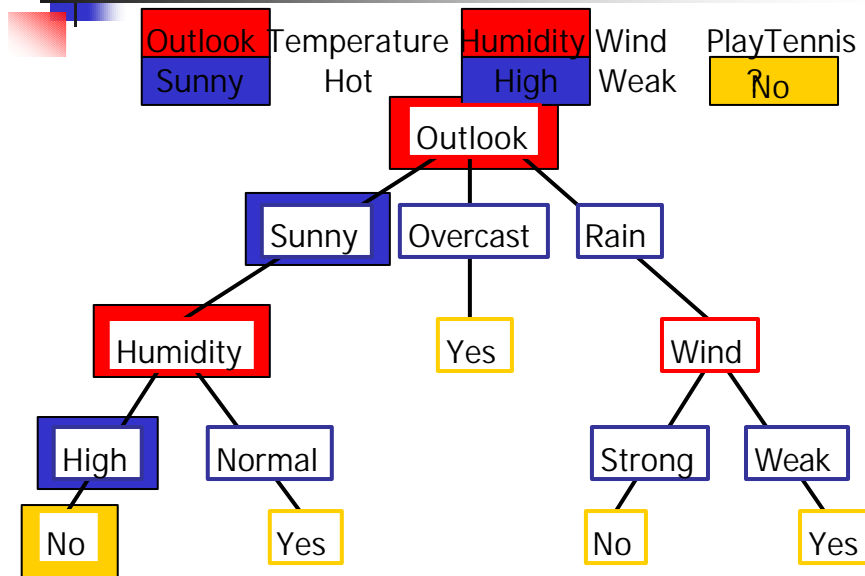 Outlook Temperature Humidity Wind PlayTennis
Sunny Hot High Weak ?No
Outlook
Sunny Overcast Rain
Humidity Yes Wind
High Normal Strong Weak
No Yes No Yes